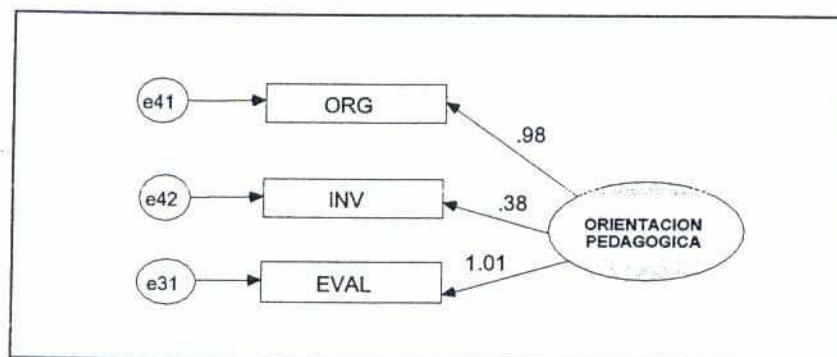 e41
ORG
.98
e42
INV
.38
ORIENTACION
PEDAGOGICA
e31
EVAL
1.01